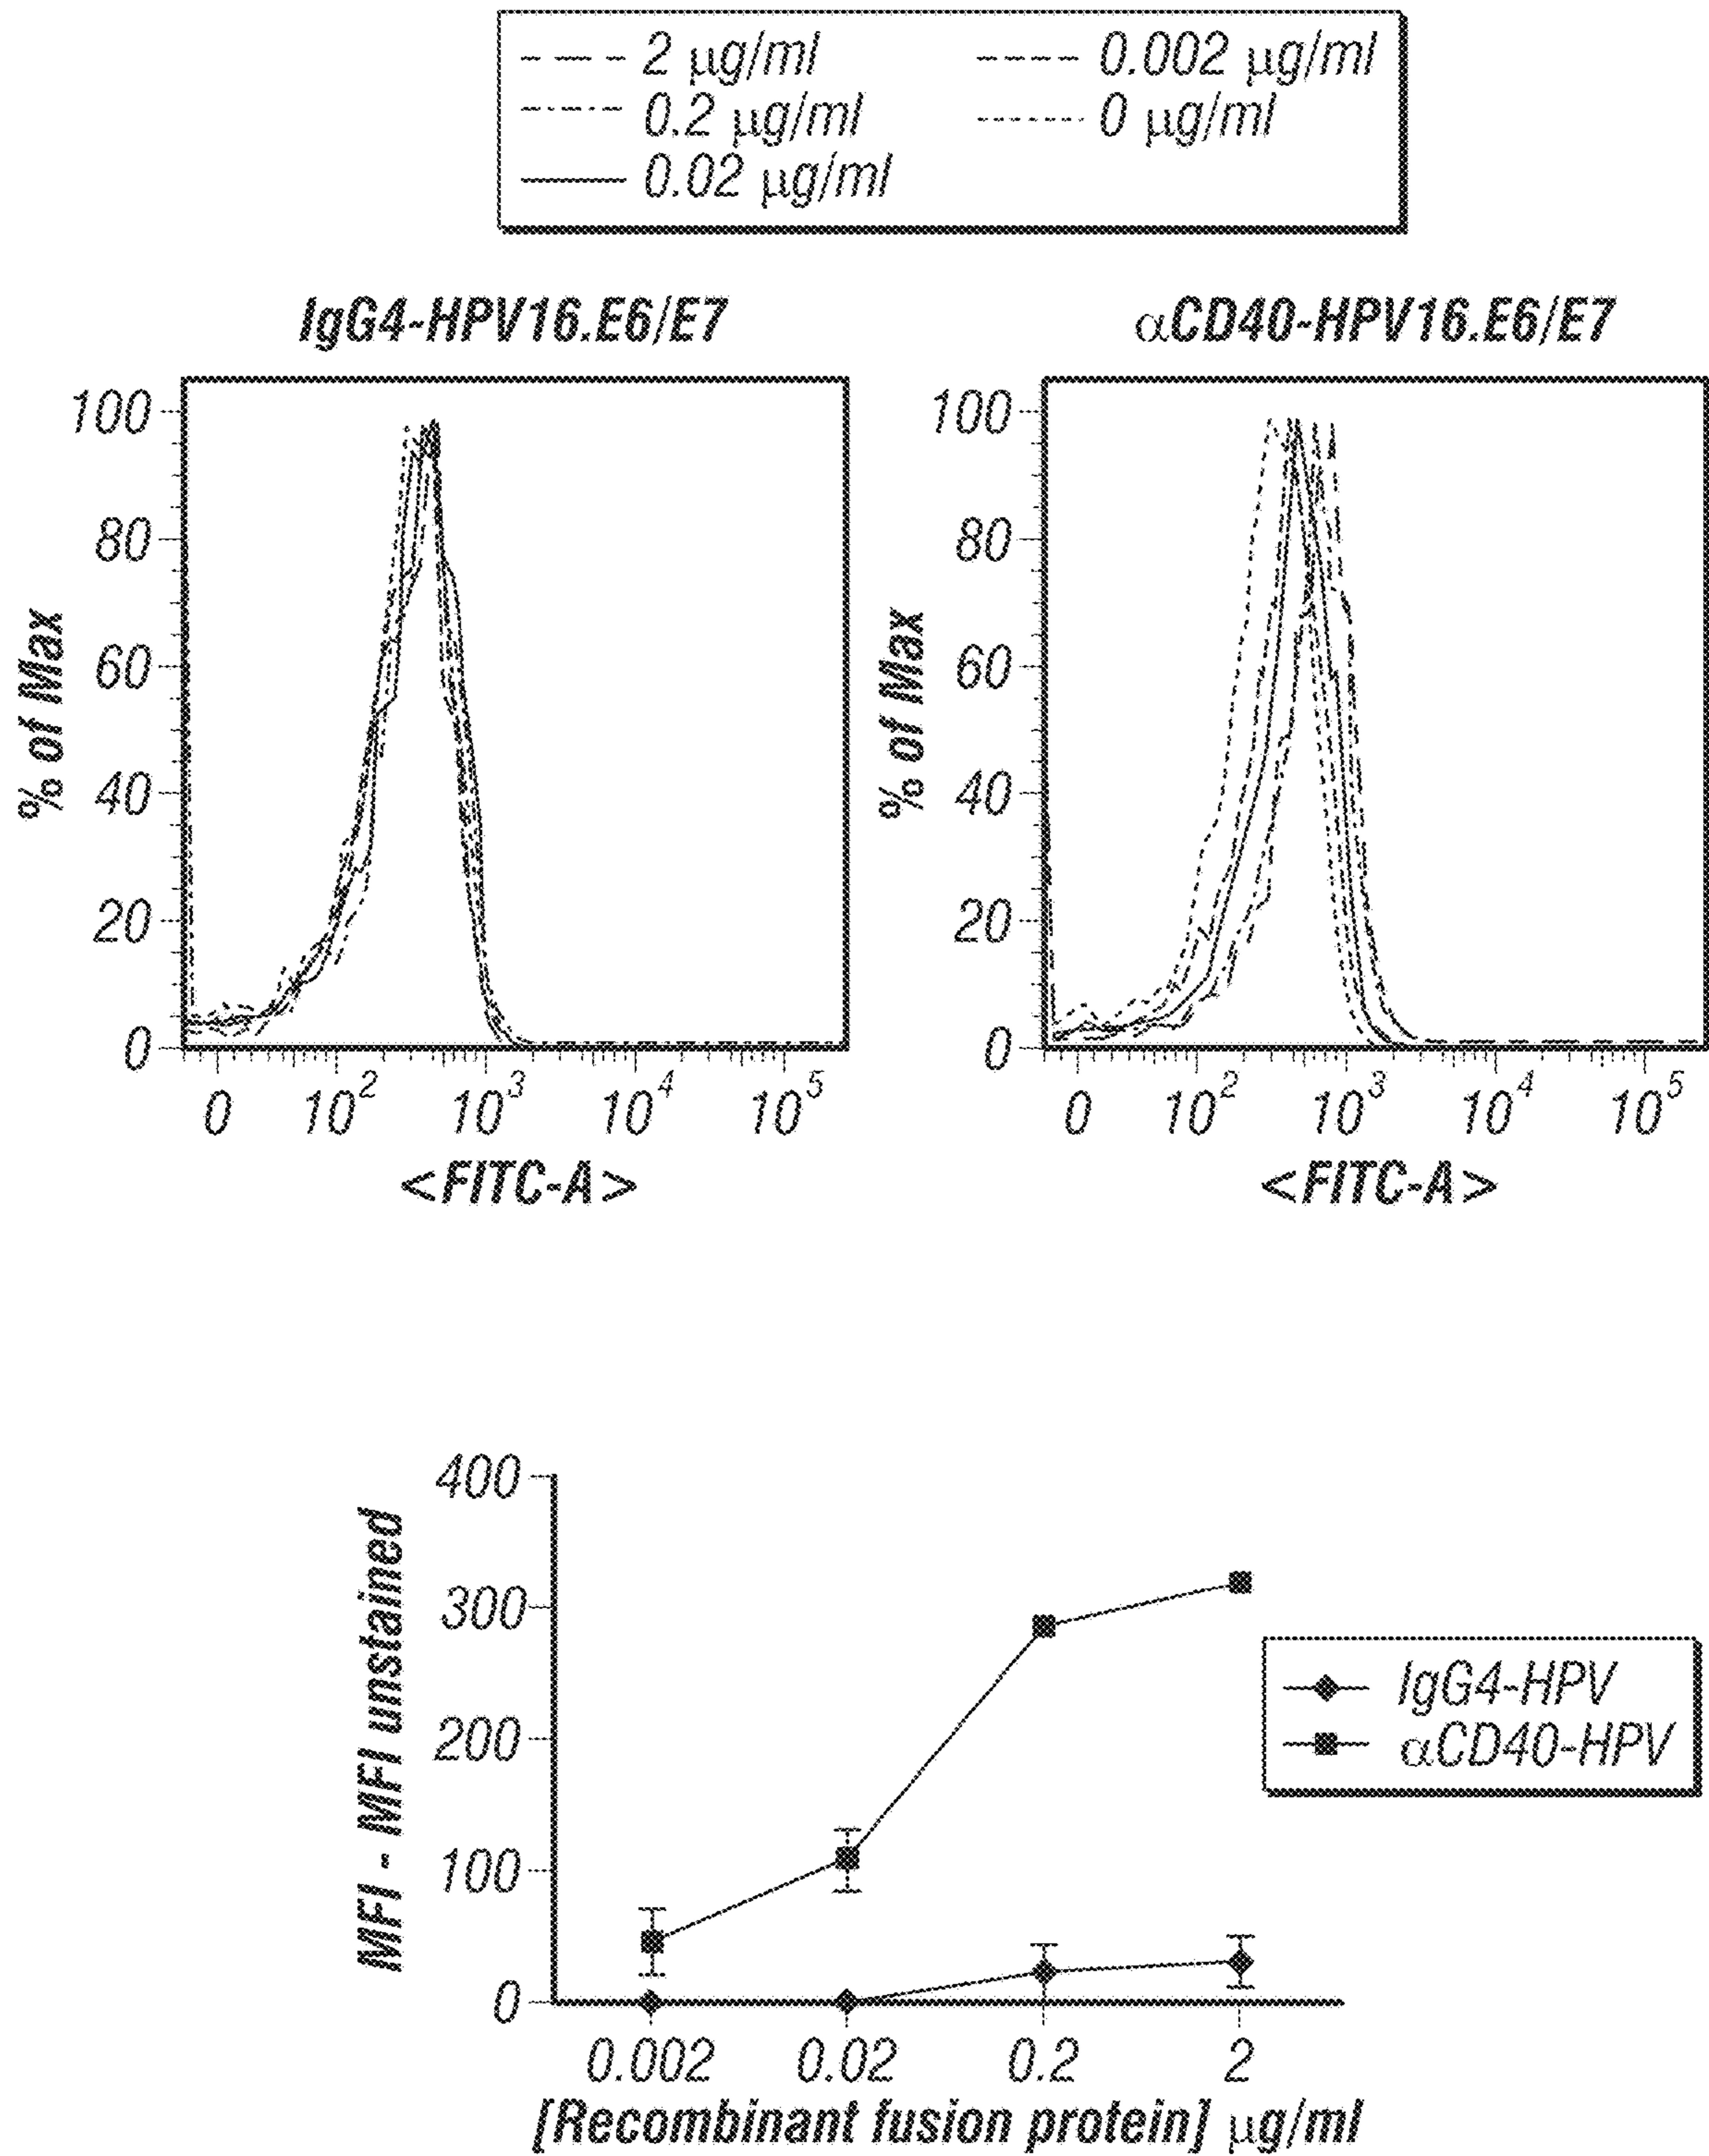 2 μg/ml 0.002 μg/ml
0.2 μg/ml 0 μg/ml
0.02 μg/ml
IgG4-HPV16.E6/E7
100
80
60
40
20
0
% of Max
0 10² 10³ 10⁴ 10⁵
<FITC-A>
αCD40-HPV16.E6/E7
100
80
60
40
20
0
% of Max
0 10² 10³ 10⁴ 10⁵
<FITC-A>
400
300
200
100
0
MFI - MFI unstained
0.002 0.02 0.2 2
[Recombinant fusion protein] μg/ml
IgG4-HPV
αCD40-HPV